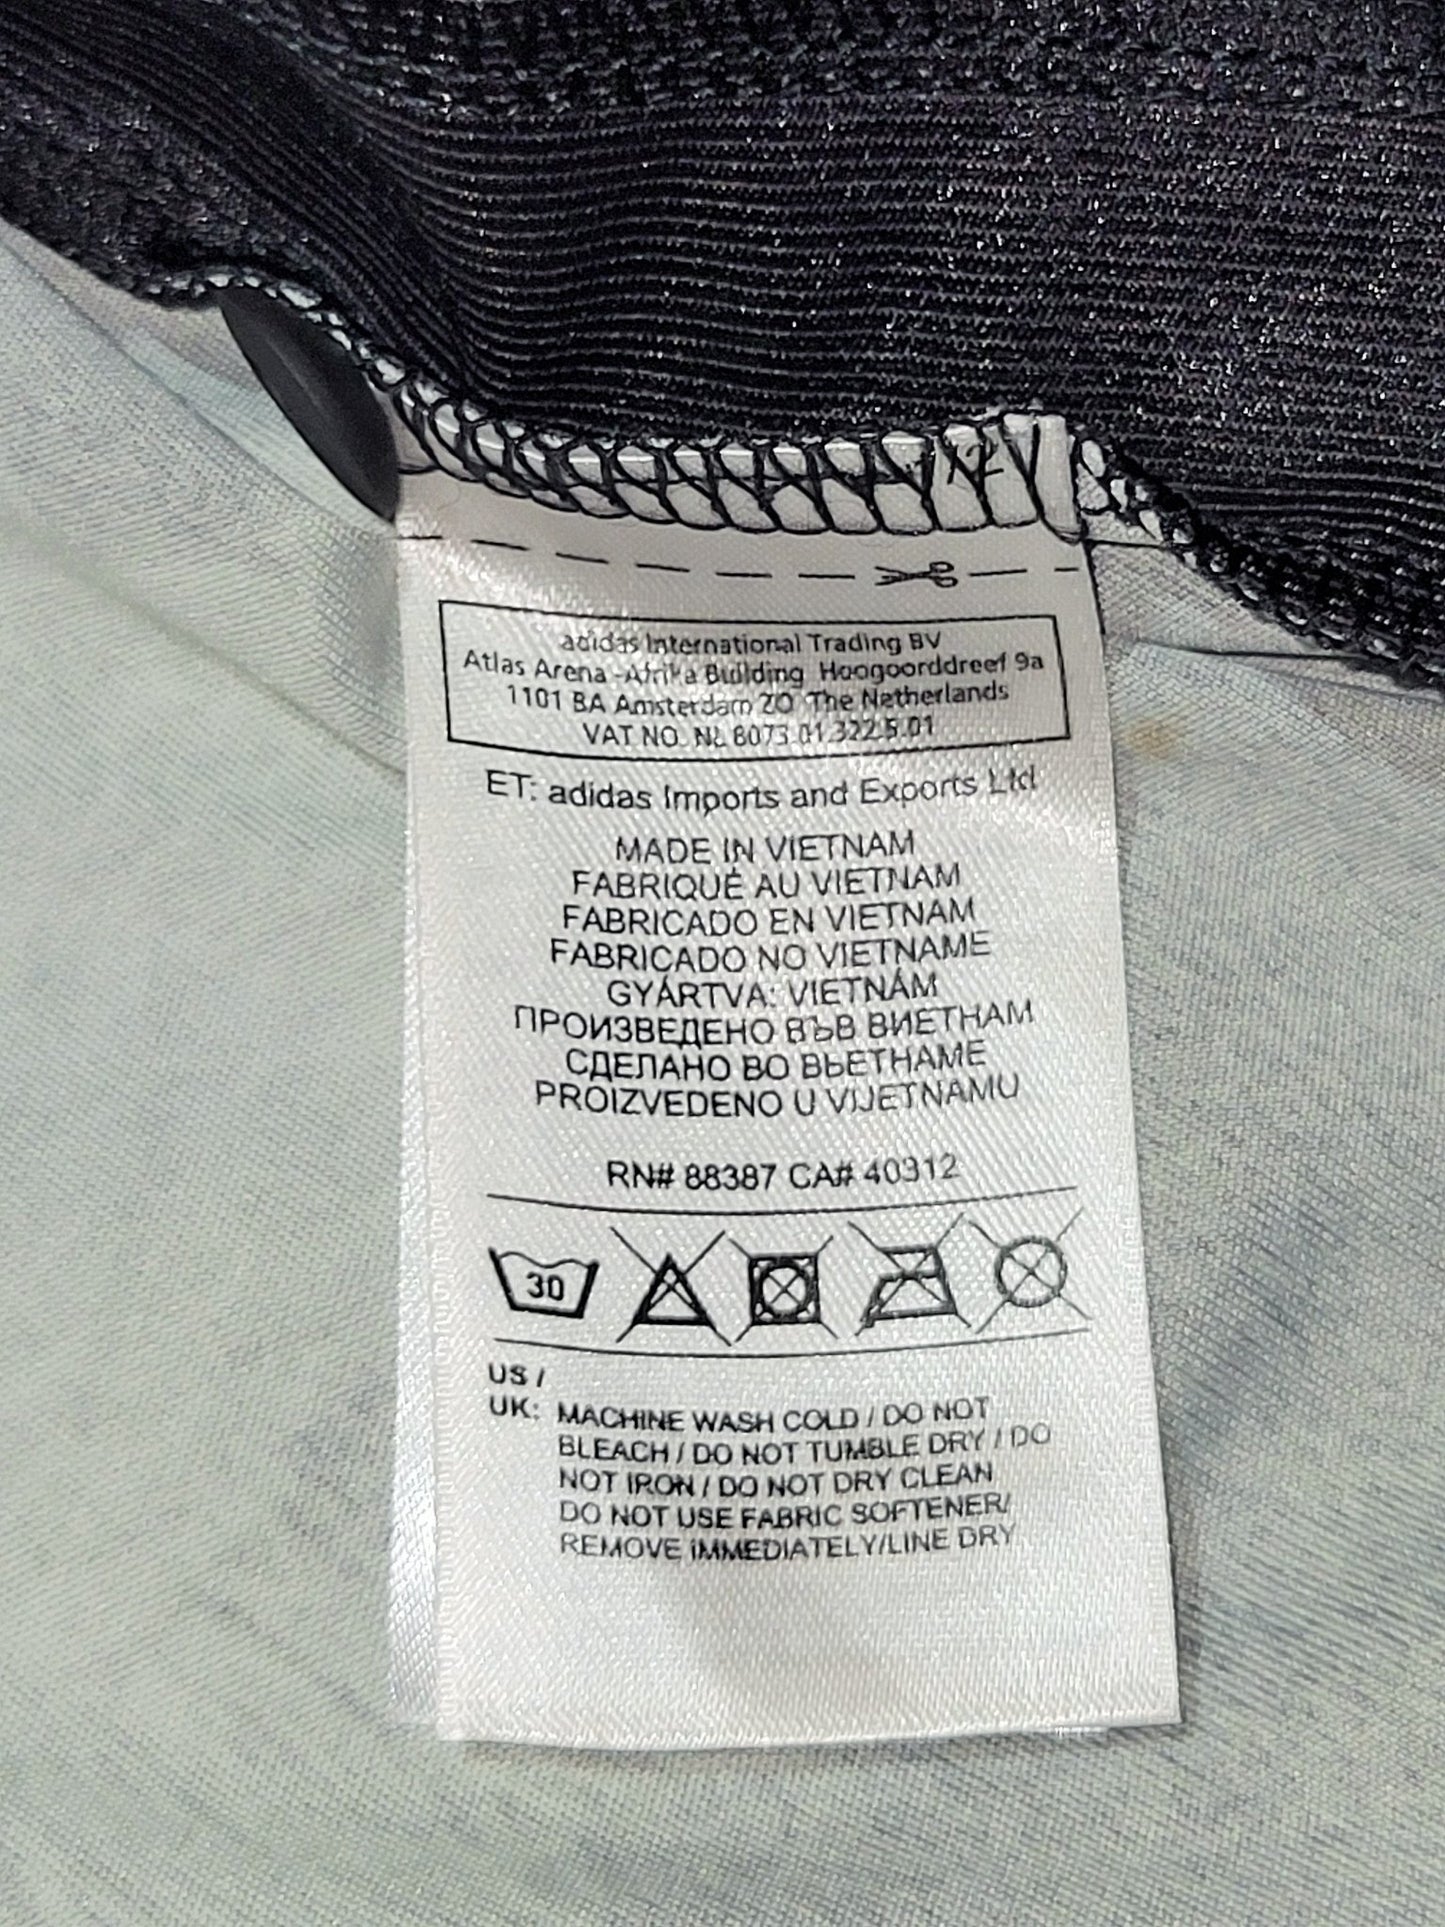 adidas International Trading BV
Atlas Arena -Afrika Building Hoogoorddreef 9a
1101 BA Amsterdam ZO The Netherlands
VAT NO. NL 8073.01.322.5.01
ET: adidas Imports and Exports Ltd
MADE IN VIETNAM
FABRIQUÉ AU VIETNAM
FABRICADO EN VIETNAM
FABRICADO NO VIETNAME
GYÁRTVA: VIETNÁM
ПРОИЗВЕДЕНО ВЪВ ВИЕТНАМ
СДЕЛАНО ВО ВЬЕТНАМЕ
PROIZVEDENO U VIJETNAMU
RN# 88387 CA# 40312
30
US /
UK: MACHINE WASH COLD / DO NOT
BLEACH / DO NOT TUMBLE DRY / DO
NOT IRON / DO NOT DRY CLEAN
DO NOT USE FABRIC SOFTENER/
REMOVE IMMEDIATELY/LINE DRY